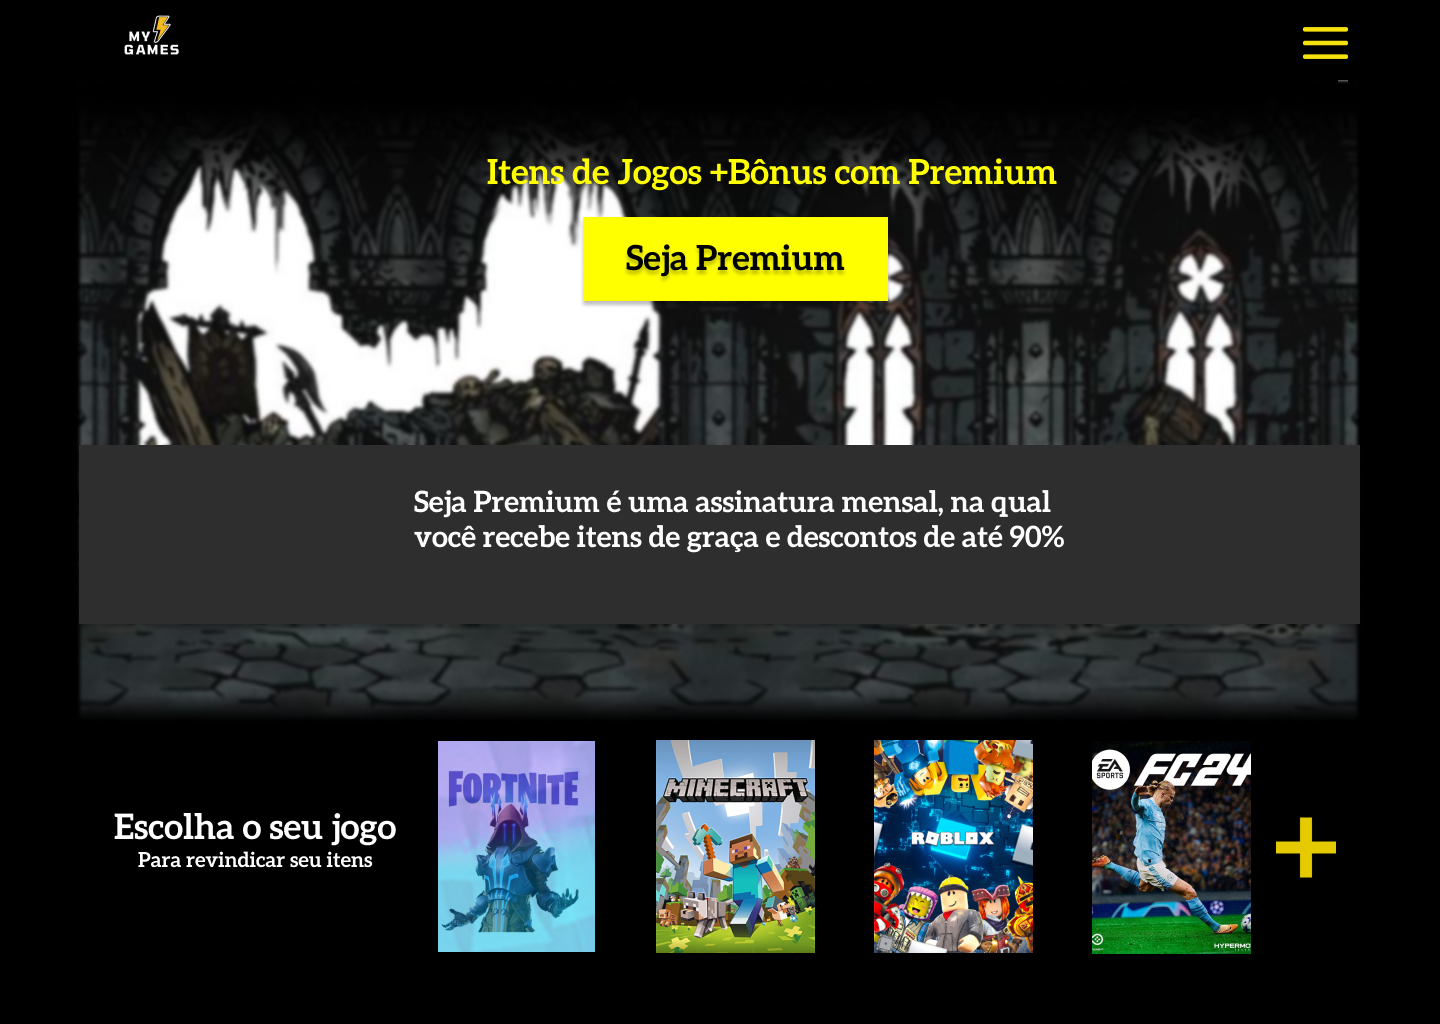 MY
GAMES
Itens de Jogos +Bônus com Premium
Seja Premium
Seja Premium é uma assinatura mensal, na qual
você recebe itens de graça e descontos de até 90%
Escolha o seu jogo
Para revindicar seu itens
FORTNITE
MINECRAFT
ROBLOX
EA
SPORTS
FC24
HYPERMO